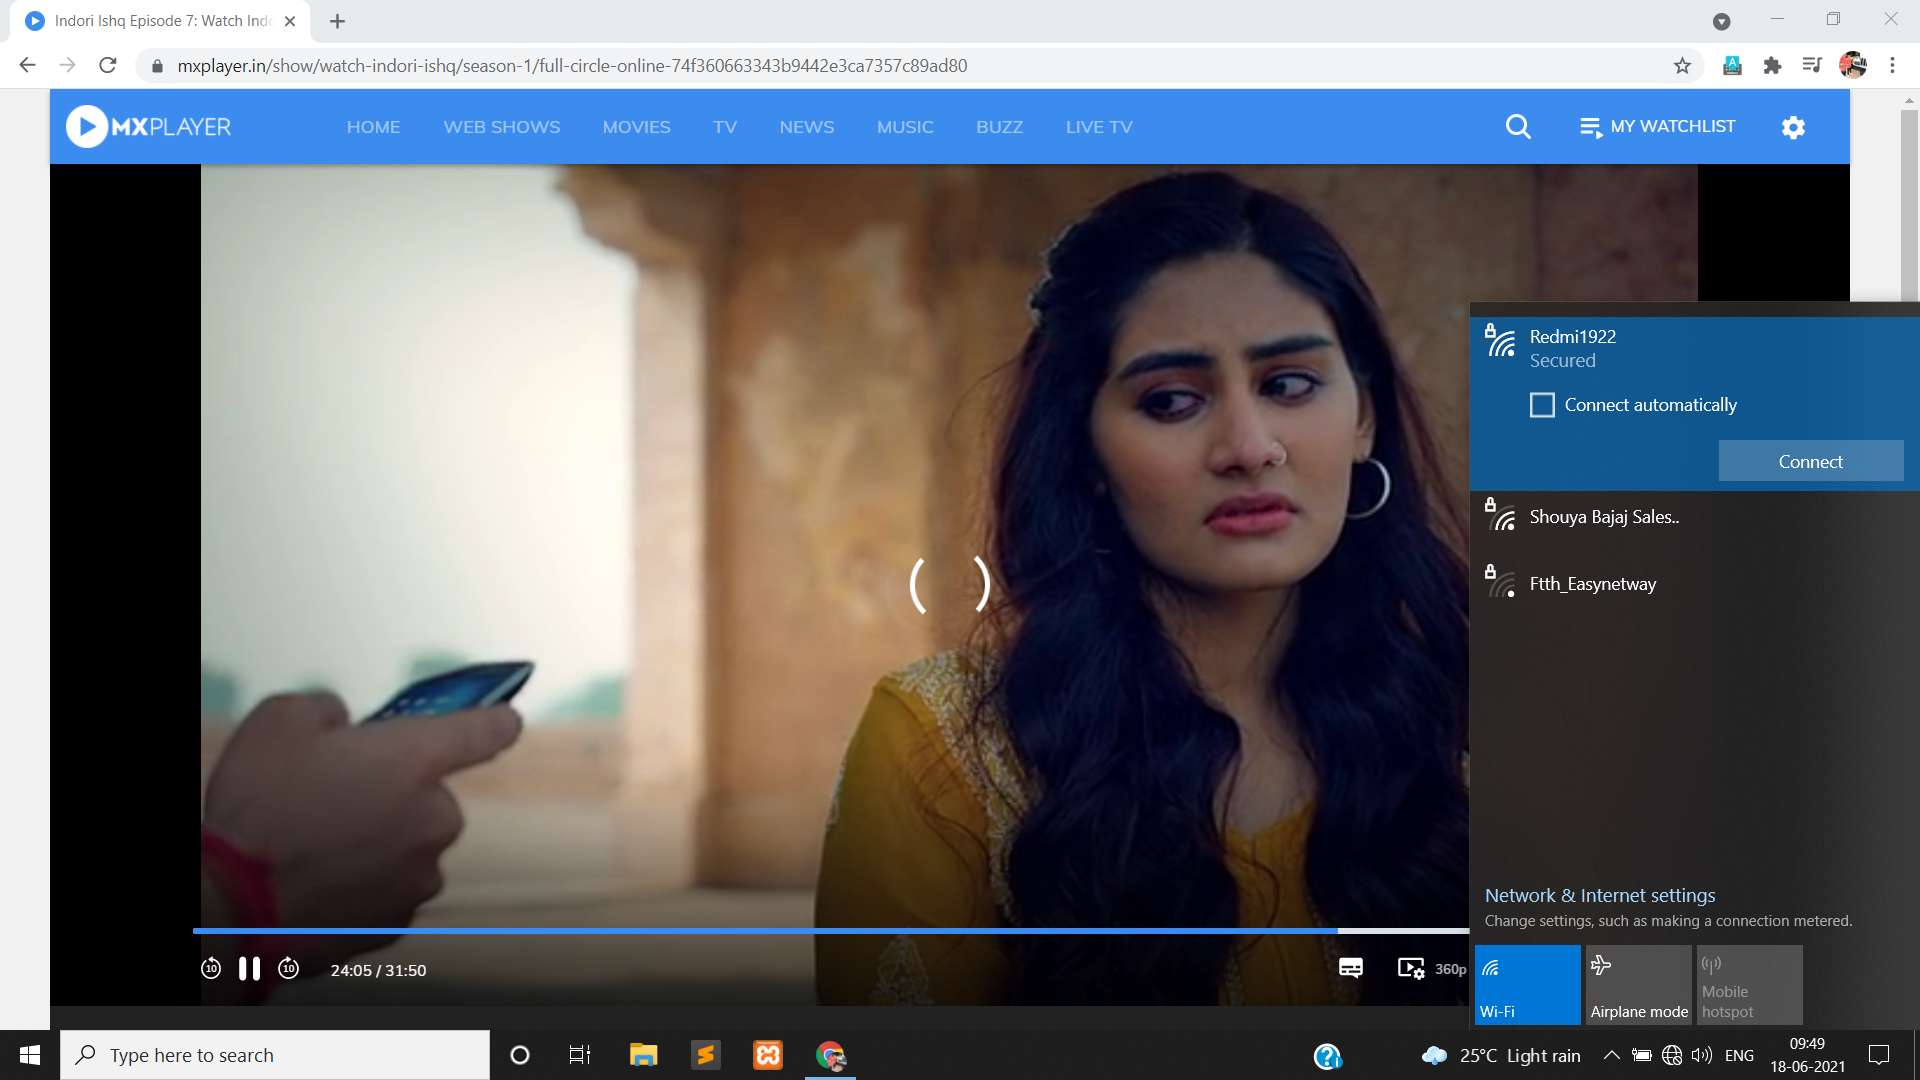 Indori Ishq Episode 7: Watch Indo
mxplayer.in/show/watch-indori-ishq/season-1/full-circle-online-74f360663343b9442e3ca7357c89ad80
MXPLAYER
HOME
WEB SHOWS
MOVIES
TV
NEWS
MUSIC
BUZZ
LIVE TV
MY WATCHLIST
Redmi1922
Secured
Connect automatically
Connect
Shouya Bajaj Sales..
Ftth_Easynetway
Network & Internet settings
Change settings, such as making a connection metered.
10
10
24:05 / 31:50
360p
Wi-Fi
Airplane mode
Mobile
hotspot
Type here to search
25°C Light rain
ENG
09:49
18-06-2021